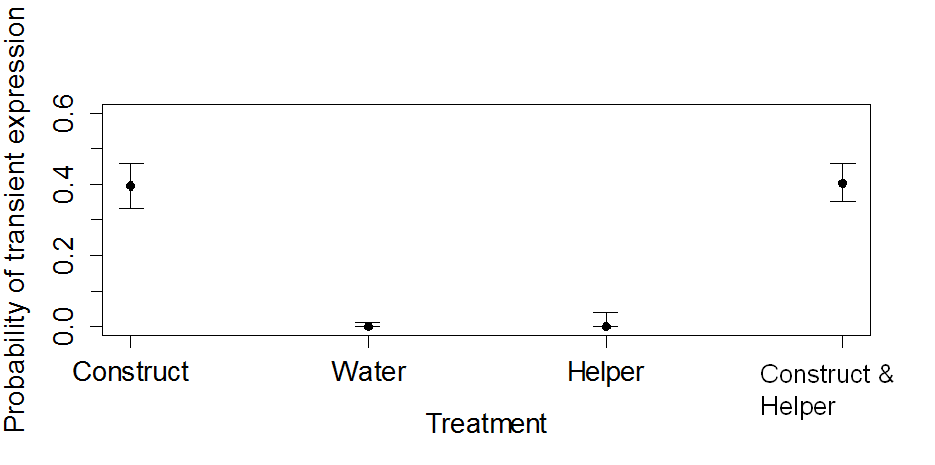 Probability of transient expression
0.6
0.4
0.2
0.0
Construct
Water
Helper
Construct &
Helper
Treatment